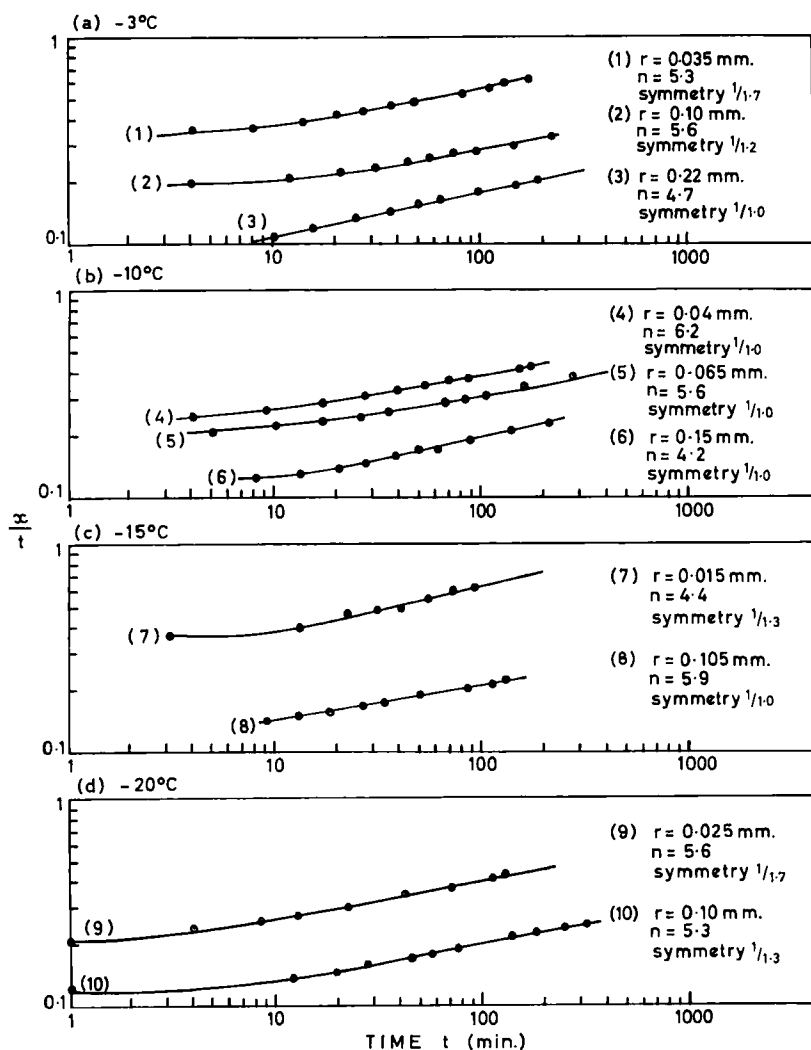 (a) -3°C
1
(1) r = 0·035 mm.
n = 5·3
symmetry 1/1·7
(2) r = 0·10 mm.
n = 5·6
symmetry 1/1·2
(3) r = 0·22 mm.
n = 4·7
symmetry 1/1·0
(1)
(2)
(3)
0·1
1 10 100 1000
(b) -10°C
1
(4) r = 0·04 mm.
n = 6·2
symmetry 1/1·0
(5) r = 0·065 mm.
n = 5·6
symmetry 1/1·0
(6) r = 0·15 mm.
n = 4·2
symmetry 1/1·0
(4)
(5)
(6)
0·1
1 10 100 1000
t
(c) -15°C
1
(7) r = 0·015 mm.
n = 4·4
symmetry 1/1·3
(8) r = 0·105 mm.
n = 5·9
symmetry 1/1·0
(7)
(8)
0·1
1 10 100 1000
(d) -20°C
1
(9) r = 0·025 mm.
n = 5·6
symmetry 1/1·7
(10) r = 0·10 mm.
n = 5·3
symmetry 1/1·3
(9)
(10)
0·1
1 10 100 1000
TIME t (min.)